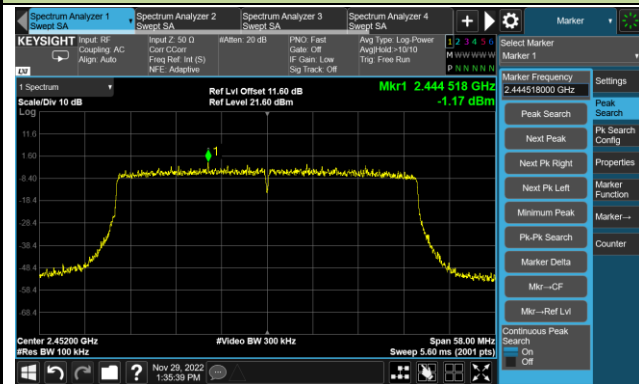 Spectrum Analyzer 1
Swept SA
Spectrum Analyzer 2
Swept SA
Spectrum Analyzer 3
Swept SA
Spectrum Analyzer 4
Swept SA
+
Marker
KEYSIGHT
Input: RF
Coupling: AC
Align: Auto
Input Z: 50 Ω
Corr CCorr
Freq Ref: Int (S)
NFE: Adaptive
#Atten: 20 dB
PNO: Fast
Gate: Off
IF Gain: Low
Sig Track: Off
Avg Type: Log-Power
Avg|Hold:>10/10
Trig: Free Run
1 2 3 4 5 6
M W W W W W
P N N N N N
LXI
Select Marker
Marker 1
1 Spectrum
Scale/Div 10 dB
Ref Lvl Offset 11.60 dB
Ref Level 21.60 dBm
Mkr1 2.444 518 GHz
-1.17 dBm
Log
11.6
1.60
-8.40
-18.4
-28.4
-38.4
-48.4
-58.4
-68.4
1
Center 2.45200 GHz
#Res BW 100 kHz
#Video BW 300 kHz
Span 58.00 MHz
Sweep 5.60 ms (2001 pts)
Marker Frequency
2.444518000 GHz
Peak Search
Next Peak
Next Pk Right
Next Pk Left
Minimum Peak
Pk-Pk Search
Marker Delta
Mkr→CF
Mkr→Ref Lvl
Continuous Peak
Search
On
Off
Settings
Peak
Search
Pk Search
Config
Properties
Marker
Function
Marker→
Counter
?
Nov 29, 2022
1:35:39 PM